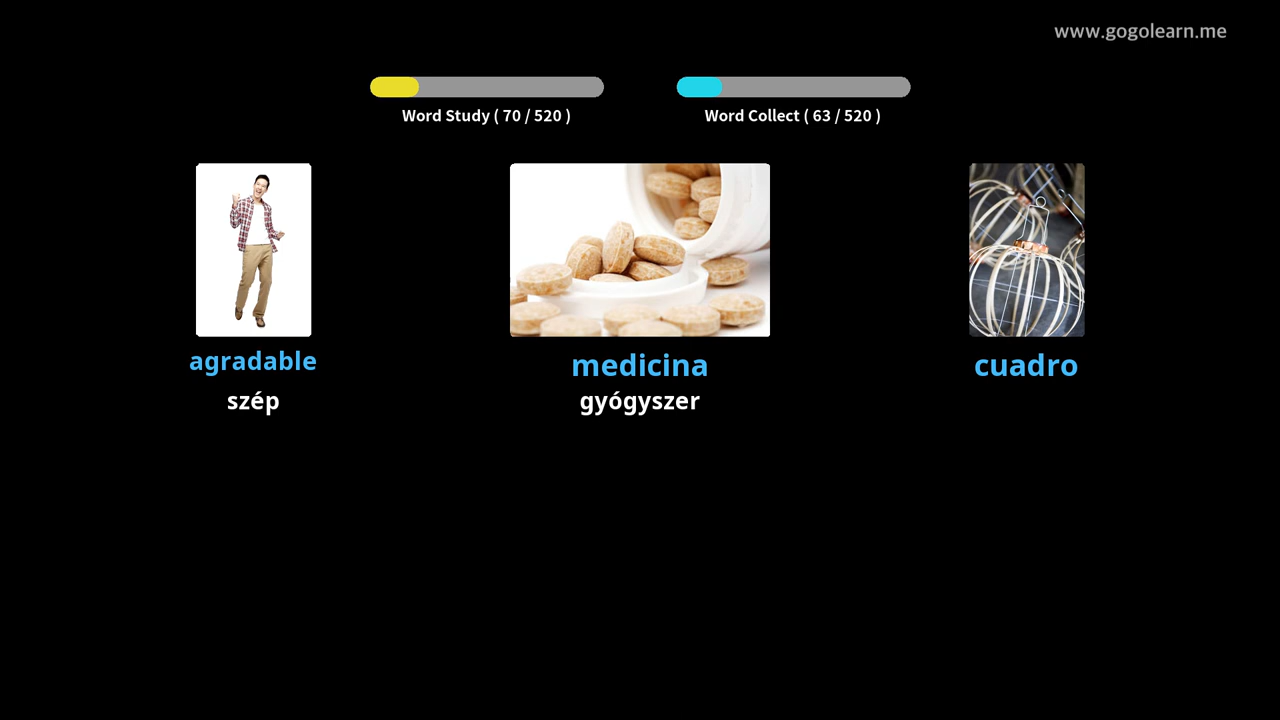 www.gogolearn.me
Word Study ( 70 / 520 )
Word Collect ( 63 / 520 )
agradable
szép
medicina
gyógyszer
cuadro